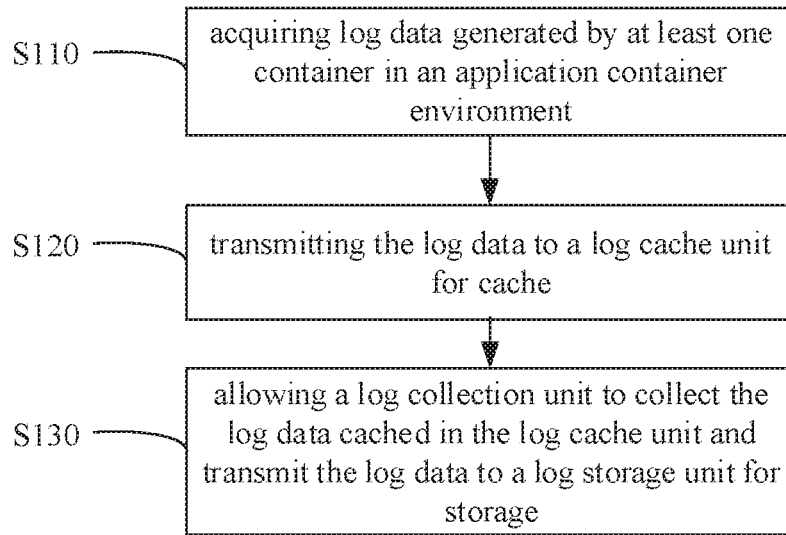 S110
acquiring log data generated by at least one
container in an application container
environment
S120
transmitting the log data to a log cache unit
for cache
S130
allowing a log collection unit to collect the
log data cached in the log cache unit and
transmit the log data to a log storage unit for
storage